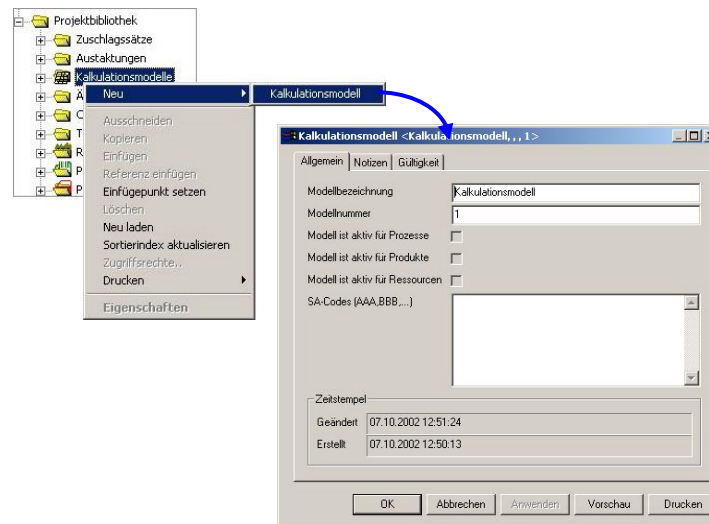 Projektbibliothek
Zuschlagssätze
Austaktungen
Kalkulationsmodelle
Ä
C
T
R
P
P
Neu
Kalkulationsmodell
Ausschneiden
Kopieren
Einfügen
Referenz einfügen
Einfügepunkt setzen
Löschen
Neu laden
Sortierindex aktualisieren
Zugriffsrechte..
Drucken
Eigenschaften
Kalkulationsmodell <Kalkulationsmodell, , , 1>
Allgemein Notizen Gültigkeit
Modellbezeichnung Kalkulationsmodell
Modellnummer 1
Modell ist aktiv für Prozesse
Modell ist aktiv für Produkte
Modell ist aktiv für Ressourcen
SA-Codes (AAA,BBB,...)
Zeitstempel
Geändert 07.10.2002 12:51:24
Erstellt 07.10.2002 12:50:13
OK Abbrechen Anwenden Vorschau Drucken